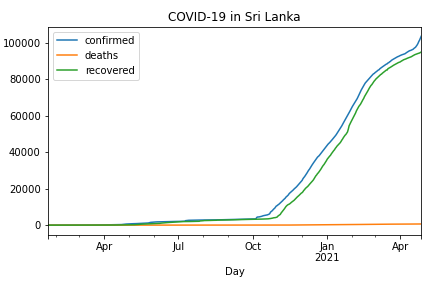 COVID-19 in Sri Lanka
confirmed
deaths
recovered
100000
80000
60000
40000
20000
0
Apr
Jul
Oct
Jan
2021
Apr
Day